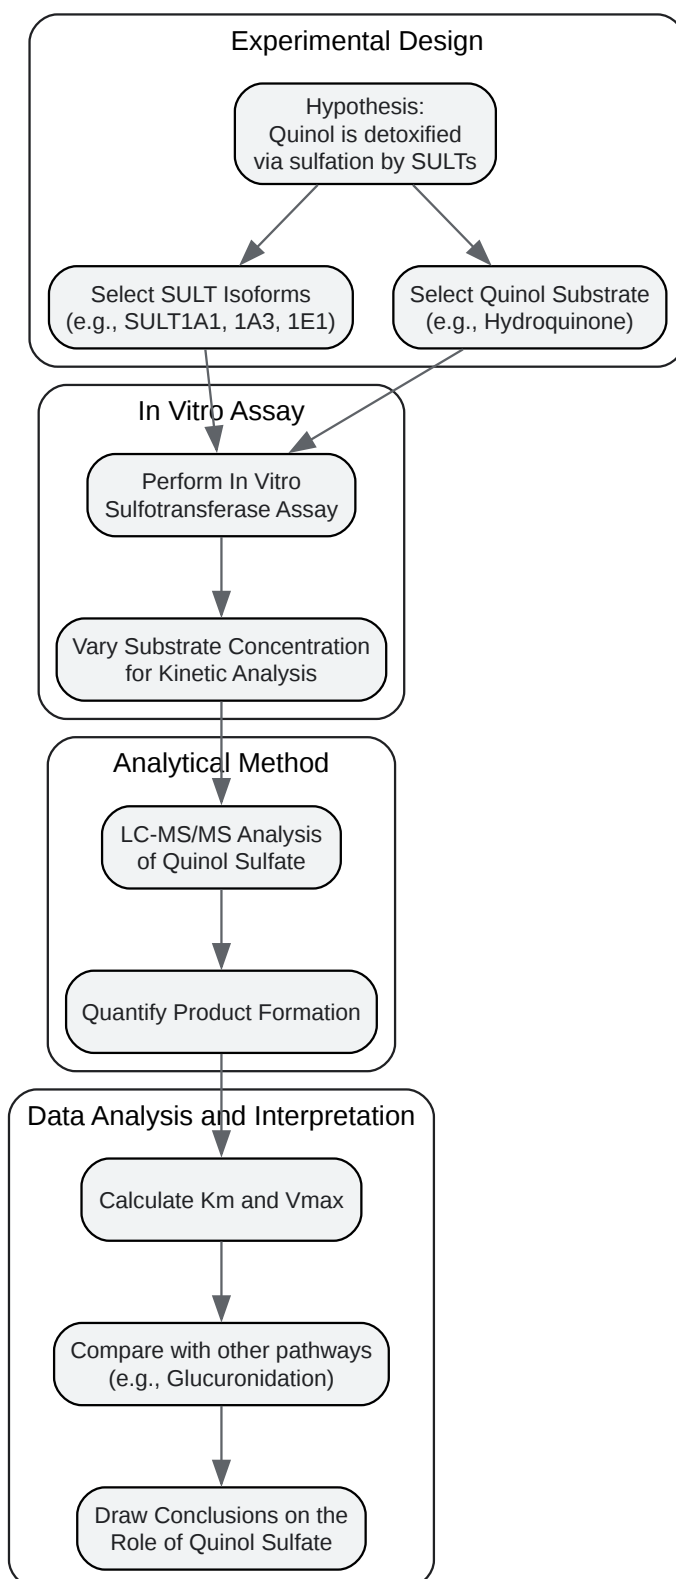 Experimental Design
Hypothesis:
Quinol is detoxified
via sulfation by SULTs
Select SULT Isoforms
(e.g., SULT1A1, 1A3, 1E1)
Select Quinol Substrate
(e.g., Hydroquinone)
In Vitro Assay
Perform In Vitro
Sulfotransferase Assay
Vary Substrate Concentration
for Kinetic Analysis
Analytical Method
LC-MS/MS Analysis
of Quinol Sulfate
Quantify Product Formation
Data Analysis and Interpretation
Calculate Km and Vmax
Compare with other pathways
(e.g., Glucuronidation)
Draw Conclusions on the
Role of Quinol Sulfate